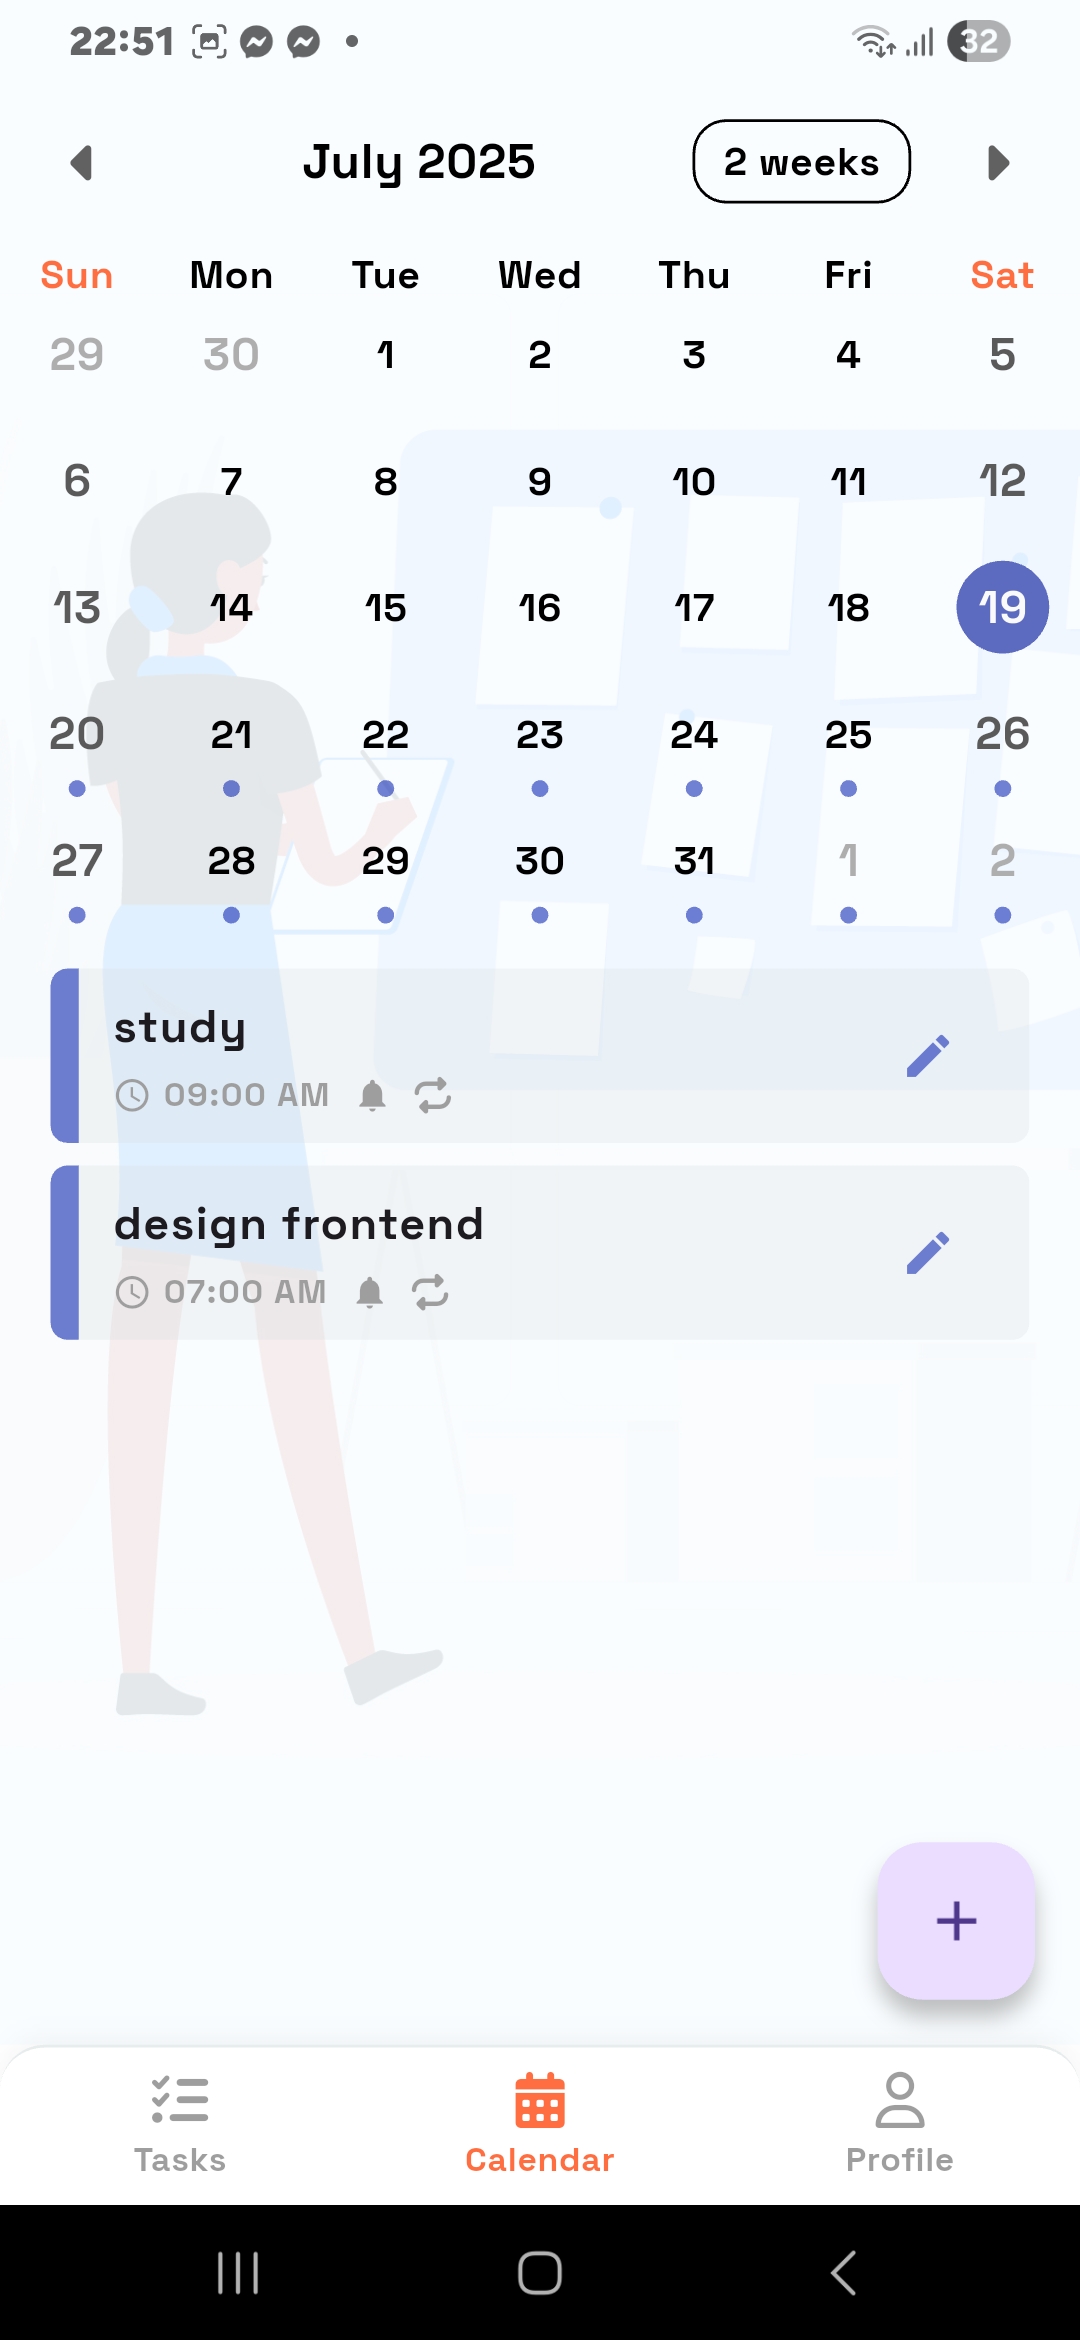 22:51 32
July 2025 2 weeks
Sun Mon Tue Wed Thu Fri Sat
29 30 1 2 3 4 5
6 7 8 9 10 11 12
13 14 15 16 17 18 19
20 21 22 23 24 25 26
27 28 29 30 31 1 2
study
09:00 AM
design frontend
07:00 AM
Tasks Calendar Profile